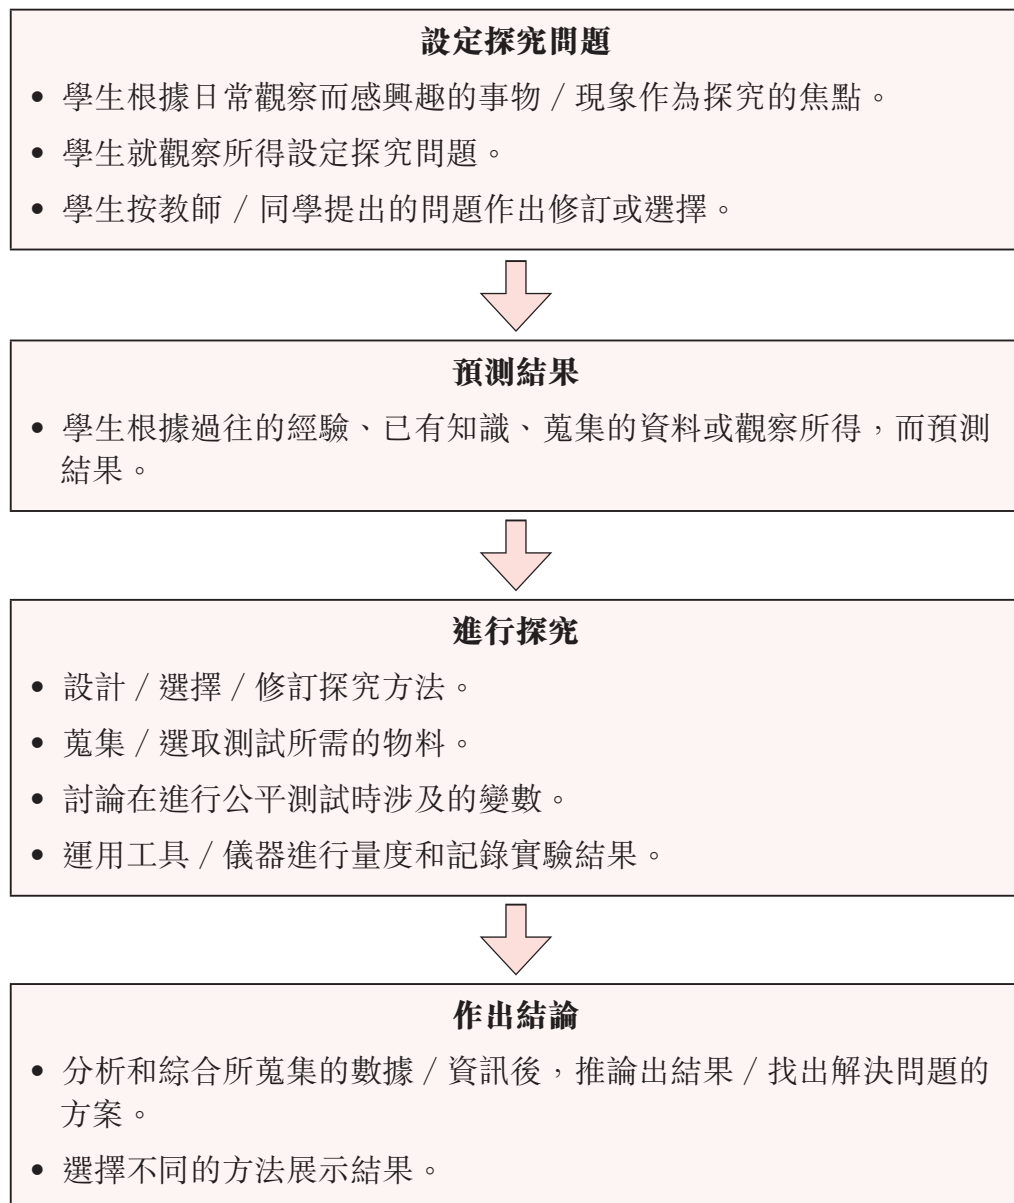 設定探究問題
• 學生根據日常觀察而感興趣的事物 / 現象作為探究的焦點。
• 學生就觀察所得設定探究問題。
• 學生按教師 / 同學提出的問題作出修訂或選擇。
預測結果
• 學生根據過往的經驗、已有知識、蒐集的資料或觀察所得，而預測
結果。
進行探究
• 設計 / 選擇 / 修訂探究方法。
• 蒐集 / 選取測試所需的物料。
• 討論在進行公平測試時涉及的變數。
• 運用工具 / 儀器進行量度和記錄實驗結果。
作出結論
• 分析和綜合所蒐集的數據 / 資訊後，推論出結果 / 找出解決問題的
方案。
• 選擇不同的方法展示結果。